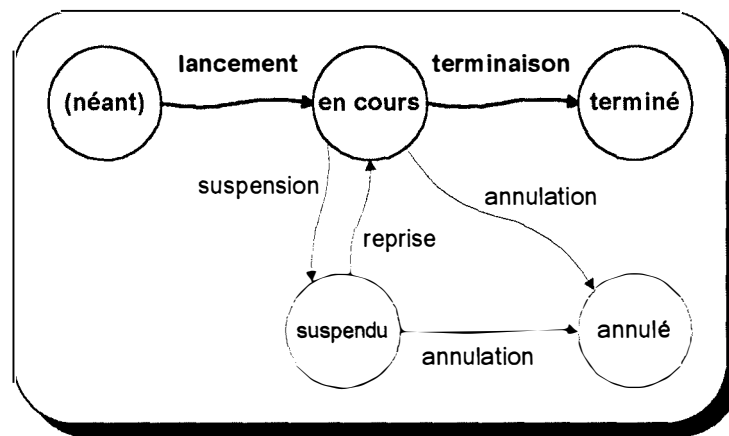 lancement
terminaison
(néant)
en cours
terminé
suspension
annulation
reprise
suspendu
annulé
annulation